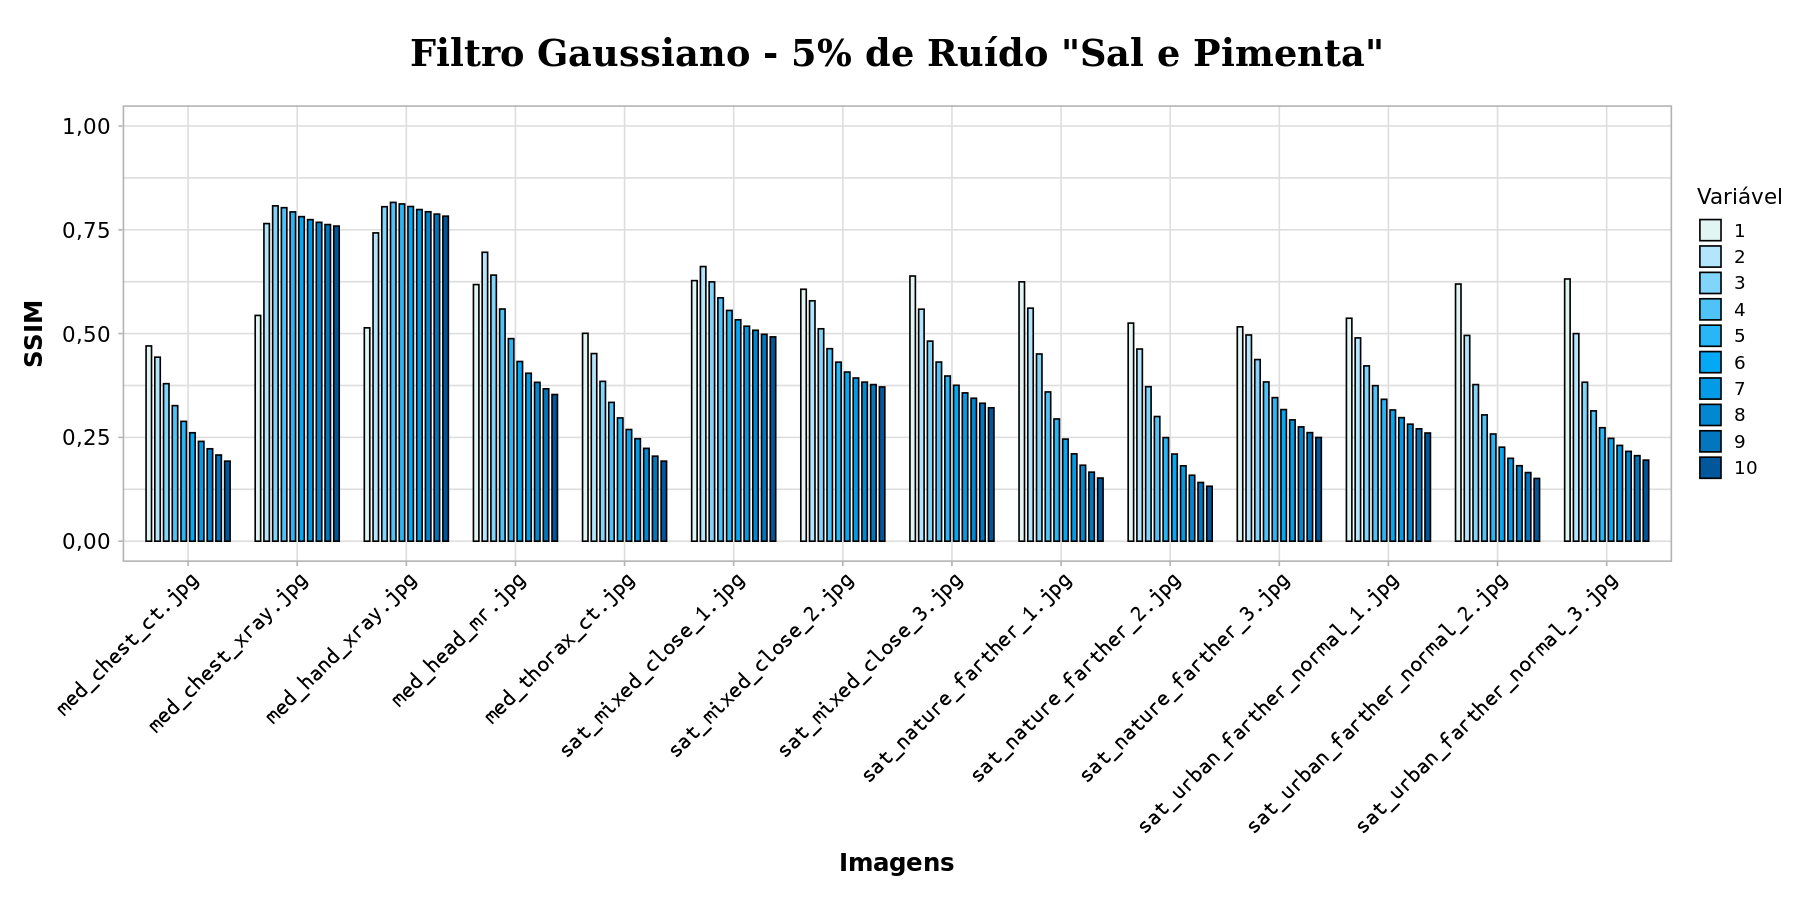 Filtro Gaussiano - 5% de Ruído "Sal e Pimenta"
SSIM
1,00
0,75
0,50
0,25
0,00
med_chest_ct.jpg
med_chest_xray.jpg
med_hand_xray.jpg
med_head_mr.jpg
med_thorax_ct.jpg
sat_mixed_close_1.jpg
sat_mixed_close_2.jpg
sat_mixed_close_3.jpg
sat_nature_farther_1.jpg
sat_nature_farther_2.jpg
sat_nature_farther_3.jpg
sat_urban_farther_normal_1.jpg
sat_urban_farther_normal_2.jpg
sat_urban_farther_normal_3.jpg
Imagens
Variável
1
2
3
4
5
6
7
8
9
10